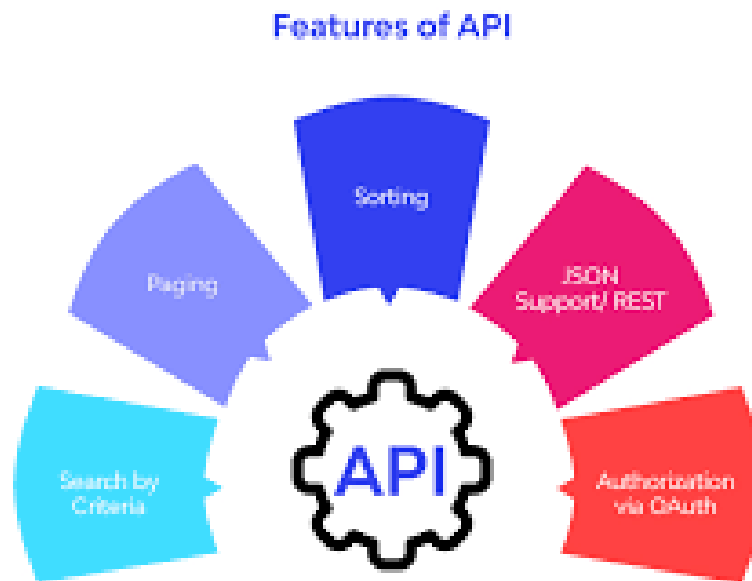 Features of API
Sorting
Paging
JSON
Support/ REST
Search by
Criteria
API
Authorization
via OAuth